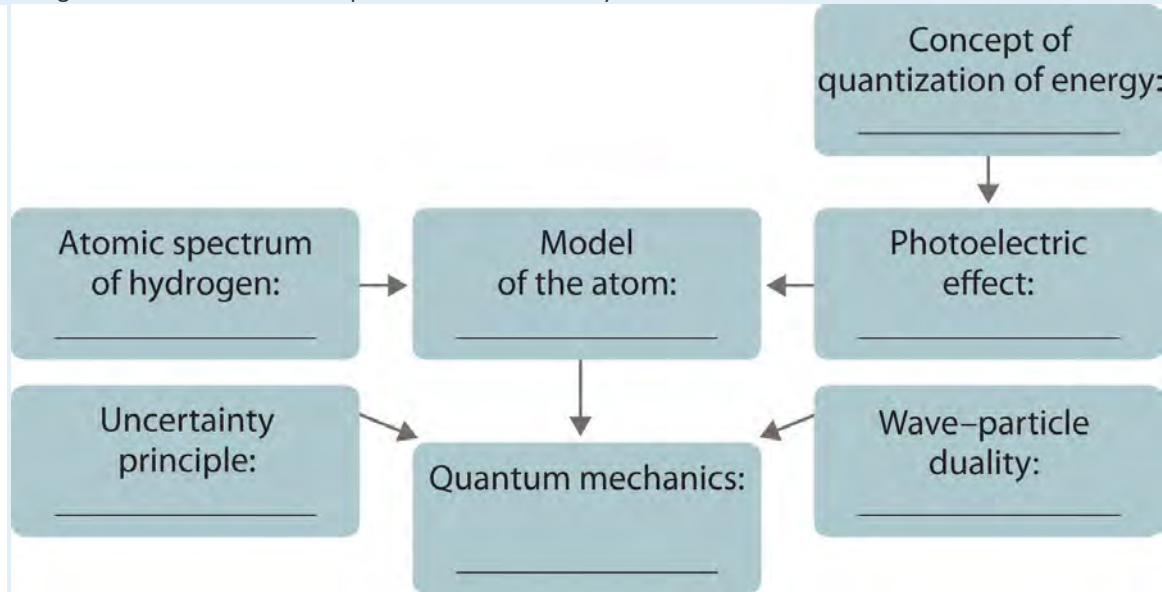 Concept of
quantization of energy:
Atomic spectrum
of hydrogen:
Model
of the atom:
Photoelectric
effect:
Uncertainty
principle:
Quantum mechanics:
Wave–particle
duality: